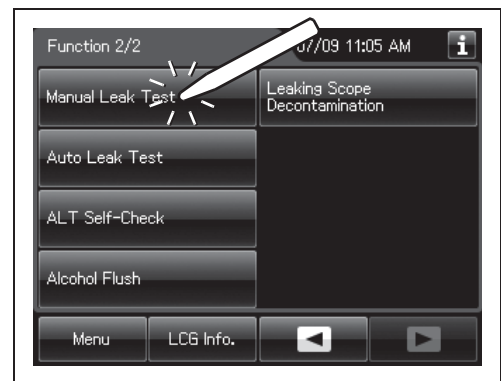 Function 2/2
07/09 11:05 AM
i
Manual Leak Test
Leaking Scope
Decontamination
Auto Leak Test
ALT Self-Check
Alcohol Flush
Menu
LCG Info.